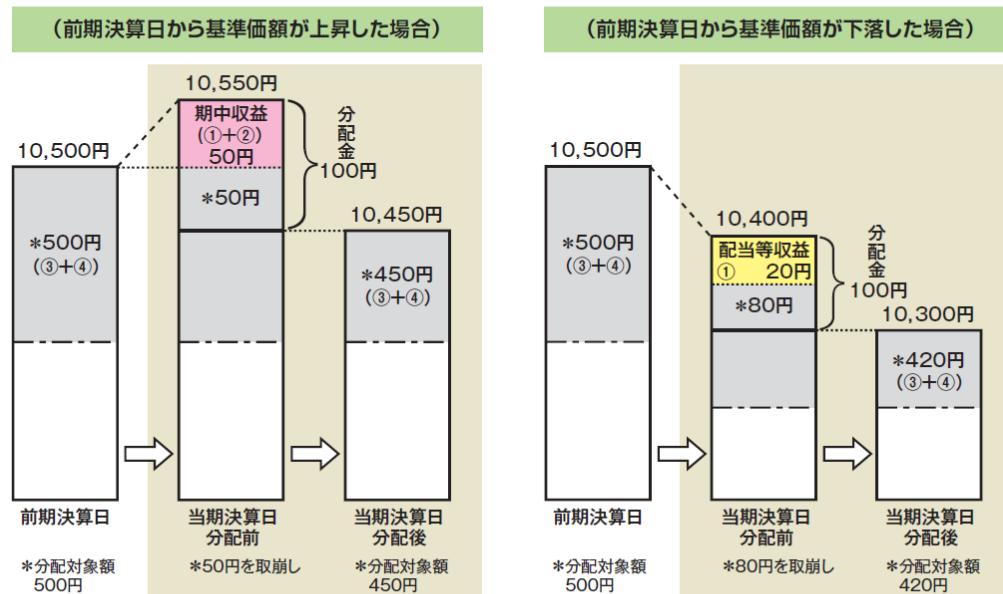 （前期決算日から基準価額が上昇した場合）
10,550円
期中収益
（①＋②）
50円
分配金
100円
10,500円
＊50円
10,450円
＊500円
（③＋④）
＊450円
（③＋④）
前期決算日
当期決算日
分配前
当期決算日
分配後
＊分配対象額
500円
＊50円を取崩し
＊分配対象額
450円
（前期決算日から基準価額が下落した場合）
10,500円
10,400円
配当等収益
① 20円
分配金
100円
＊500円
（③＋④）
＊80円
10,300円
＊420円
（③＋④）
前期決算日
当期決算日
分配前
当期決算日
分配後
＊分配対象額
500円
＊80円を取崩し
＊分配対象額
420円